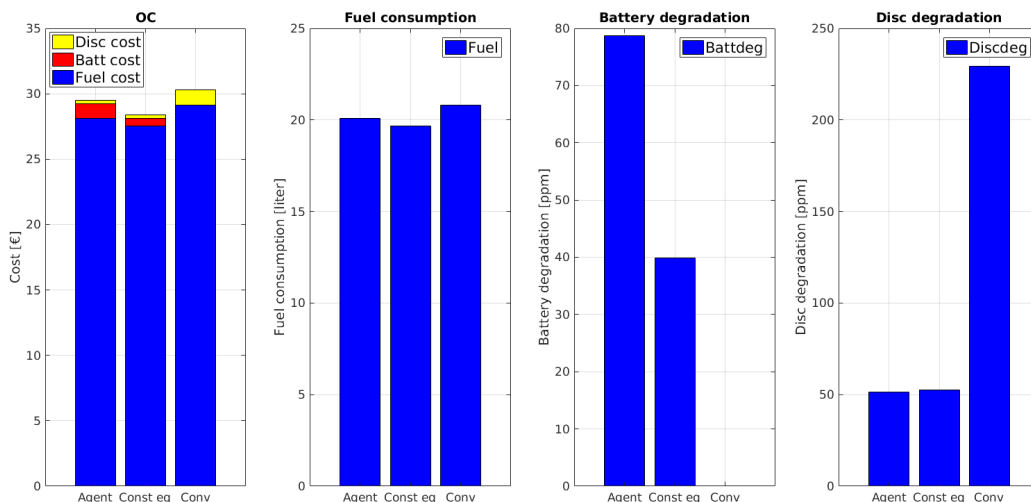 OC
Disc cost
Batt cost
Fuel cost
Cost [€]
35
30
25
20
15
10
5
0
Agent Const eq Conv
Fuel consumption
Fuel
Fuel consumption [liter]
25
20
15
10
5
0
Agent Const eq Conv
Battery degradation
Battdeg
Battery degradation [ppm]
80
70
60
50
40
30
20
10
0
Agent Const eq Conv
Disc degradation
Discdeg
Disc degradation [ppm]
250
200
150
100
50
0
Agent Const eq Conv